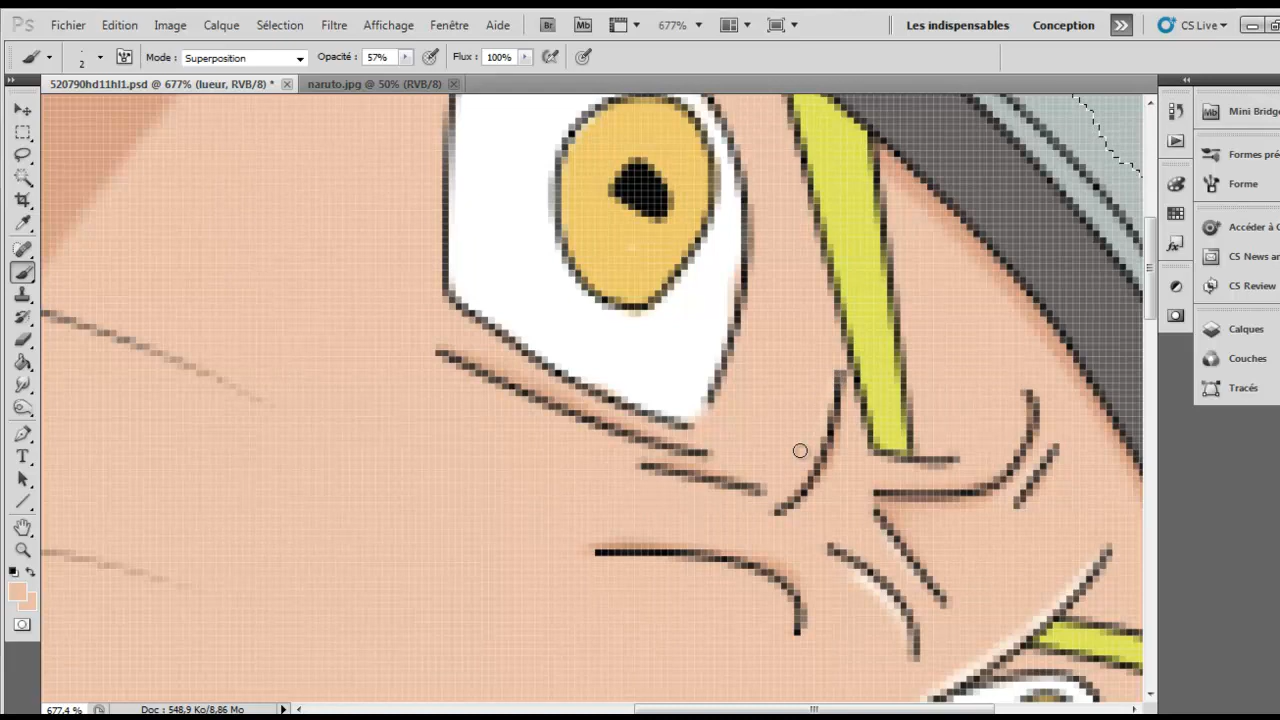 Ps Fichier Edition Image Calque Sélection Filtre Affichage Fenêtre Aide Br Mb 677% Les indispensables Conception CS Live
2 Mode : Superposition Opacité : 57% Flux : 100%
520790hd11hl1.psd @ 677% (lueur, RVB/8) * naruto.jpg @ 50% (RVB/8)
Mb Mini Bridge
Formes pré
Forme
Accéder à C
CS News an
CS Review
Calques
Couches
Tracés
T
677,4 Doc : 548,9 Ko/8,86 Mo